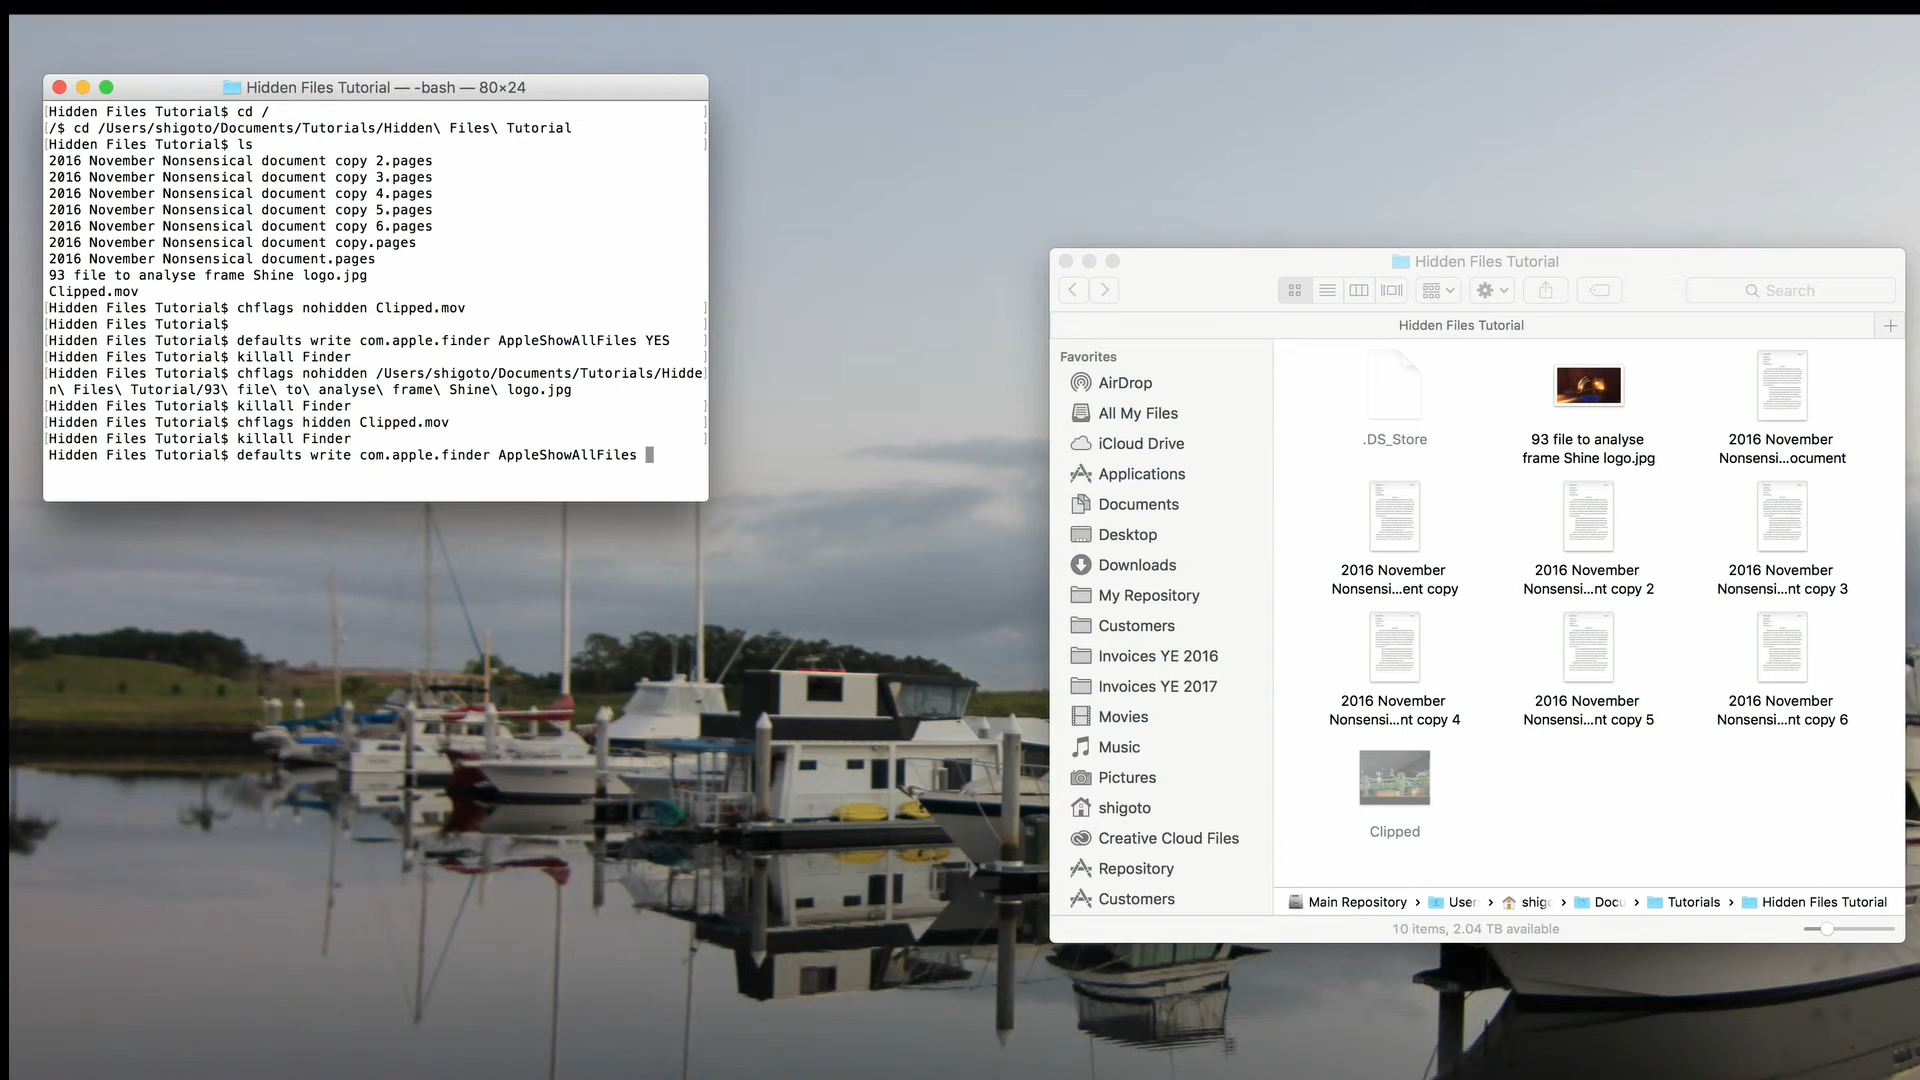 Hidden Files Tutorial — -bash — 80×24
Hidden Files Tutorial$ cd /
/$ cd /Users/shigoto/Documents/Tutorials/Hidden\ Files\ Tutorial
Hidden Files Tutorial$ ls
2016 November Nonsensical document copy 2.pages
2016 November Nonsensical document copy 3.pages
2016 November Nonsensical document copy 4.pages
2016 November Nonsensical document copy 5.pages
2016 November Nonsensical document copy 6.pages
2016 November Nonsensical document copy.pages
2016 November Nonsensical document.pages
93 file to analyse frame Shine logo.jpg
Clipped.mov
Hidden Files Tutorial$ chflags nohidden Clipped.mov
Hidden Files Tutorial$
Hidden Files Tutorial$ defaults write com.apple.finder AppleShowAllFiles YES
Hidden Files Tutorial$ killall Finder
Hidden Files Tutorial$ chflags nohidden /Users/shigoto/Documents/Tutorials/Hidde
n\ Files\ Tutorial/93\ file\ to\ analyse\ frame\ Shine\ logo.jpg
Hidden Files Tutorial$ killall Finder
Hidden Files Tutorial$ chflags hidden Clipped.mov
Hidden Files Tutorial$ killall Finder
Hidden Files Tutorial$ defaults write com.apple.finder AppleShowAllFiles
Hidden Files Tutorial
Search
Hidden Files Tutorial
Favorites
AirDrop
All My Files
iCloud Drive
Applications
Documents
Desktop
Downloads
My Repository
Customers
Invoices YE 2016
Invoices YE 2017
Movies
Music
Pictures
shigoto
Creative Cloud Files
Repository
Customers
.DS_Store
93 file to analyse
frame Shine logo.jpg
2016 November
Nonsensi...ocument
2016 November
Nonsensi...ent copy
2016 November
Nonsensi...nt copy 2
2016 November
Nonsensi...nt copy 3
2016 November
Nonsensi...nt copy 4
2016 November
Nonsensi...nt copy 5
2016 November
Nonsensi...nt copy 6
Clipped
Main Repository › User › shigo › Docu › Tutorials › Hidden Files Tutorial
10 items, 2.04 TB available